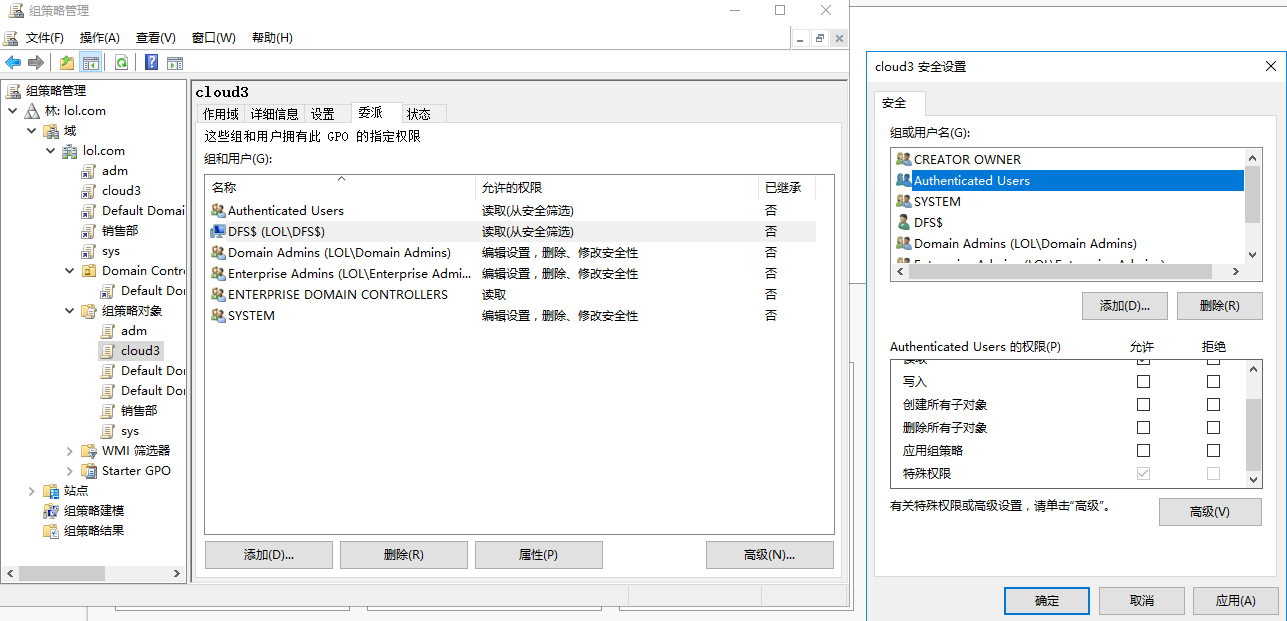 组策略管理
文件(F) 操作(A) 查看(V) 窗口(W) 帮助(H)
组策略管理
林: lol.com
域
lol.com
adm
cloud3
Default Domai
销售部
sys
Domain Contr
Default Do
组策略对象
adm
cloud3
Default Do
Default Do
销售部
sys
WMI 筛选器
Starter GPO
站点
组策略建模
组策略结果
cloud3
作用域 详细信息 设置 委派 状态
这些组和用户拥有此 GPO 的指定权限
组和用户(G):
名称 允许的权限 已继承
Authenticated Users 读取(从安全筛选) 否
DFS$ (LOL\DFS$) 读取(从安全筛选) 否
Domain Admins (LOL\Domain Admins) 编辑设置，删除、修改安全性 否
Enterprise Admins (LOL\Enterprise Admi... 编辑设置，删除、修改安全性 否
ENTERPRISE DOMAIN CONTROLLERS 读取 否
SYSTEM 编辑设置，删除、修改安全性 否
添加(D)... 删除(R) 属性(P) 高级(N)...
cloud3 安全设置
安全
组或用户名(G):
CREATOR OWNER
Authenticated Users
SYSTEM
DFS$
Domain Admins (LOL\Domain Admins)
添加(D)... 删除(R)
Authenticated Users 的权限(P) 允许 拒绝
读取
写入
创建所有子对象
删除所有子对象
应用组策略
特殊权限
有关特殊权限或高级设置，请单击“高级”。
高级(V)
确定 取消 应用(A)